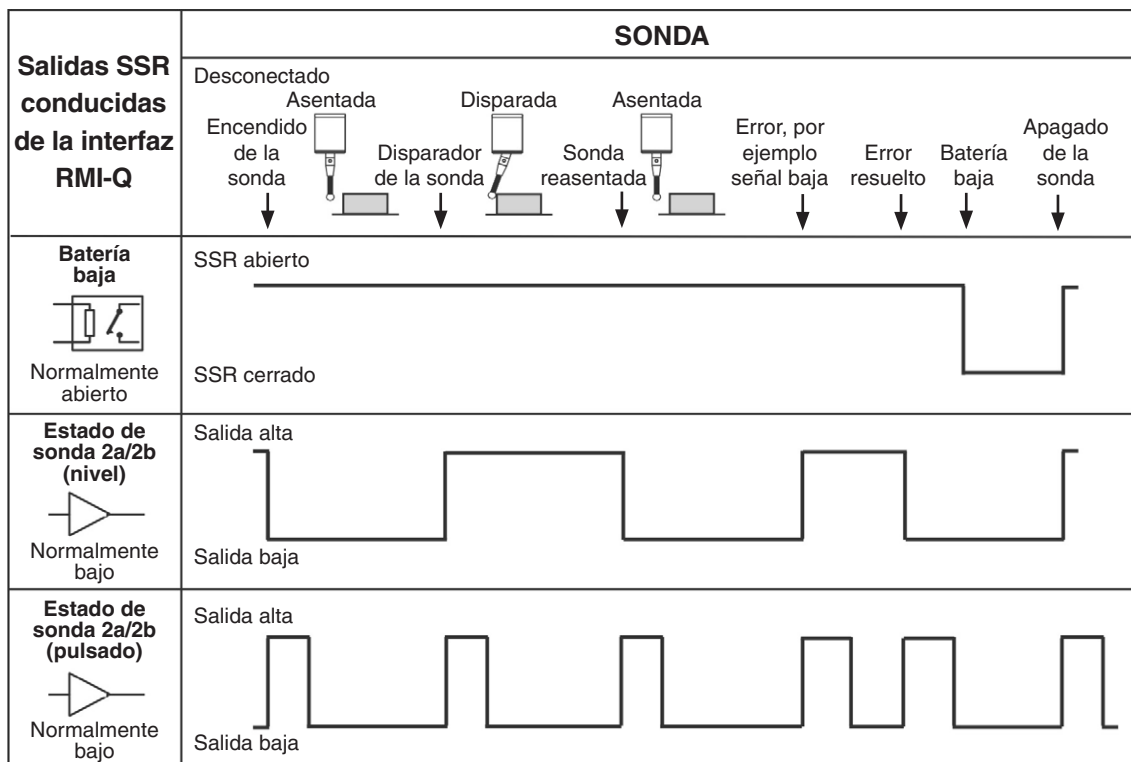 Salidas SSR
conducidas
de la interfaz
RMI-Q
SONDA
Desconectado
Asentada
Disparada
Asentada
Encendido
de la
sonda
Disparador
de la sonda
Sonda
reasentada
Error, por
ejemplo
señal baja
Error
resuelto
Batería
baja
Apagado
de la
sonda
Batería
baja
Normalmente
abierto
SSR abierto
SSR cerrado
Estado de
sonda 2a/2b
(nivel)
Normalmente
bajo
Salida alta
Salida baja
Estado de
sonda 2a/2b
(pulsado)
Normalmente
bajo
Salida alta
Salida baja